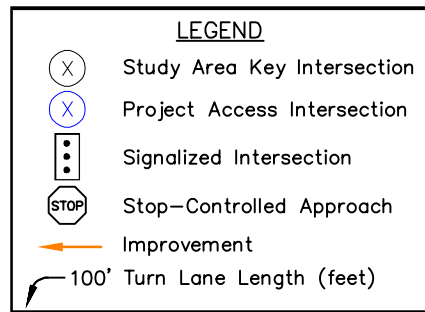 LEGEND
X Study Area Key Intersection
X Project Access Intersection
Signalized Intersection
STOP Stop-Controlled Approach
Improvement
100' Turn Lane Length (feet)